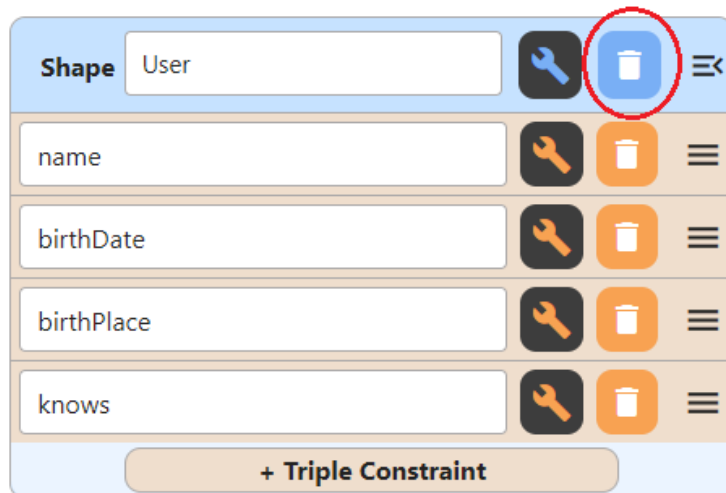 Shape User
name
birthDate
birthPlace
knows
+ Triple Constraint